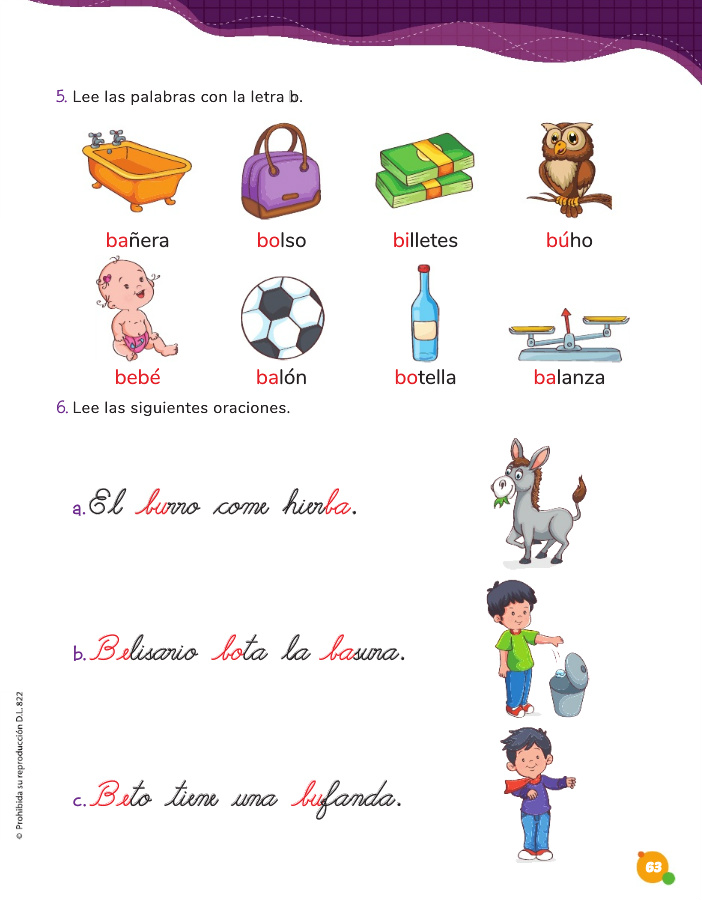 5. Lee las palabras con la letra b.
bañera bolso billetes búho
bebé balón botella balanza
6. Lee las siguientes oraciones.
a. El burro come hierba.
b. Belisario bota la basura.
c. Beto tiene una bufanda.
© Prohibida su reproducción D.L. 822
63